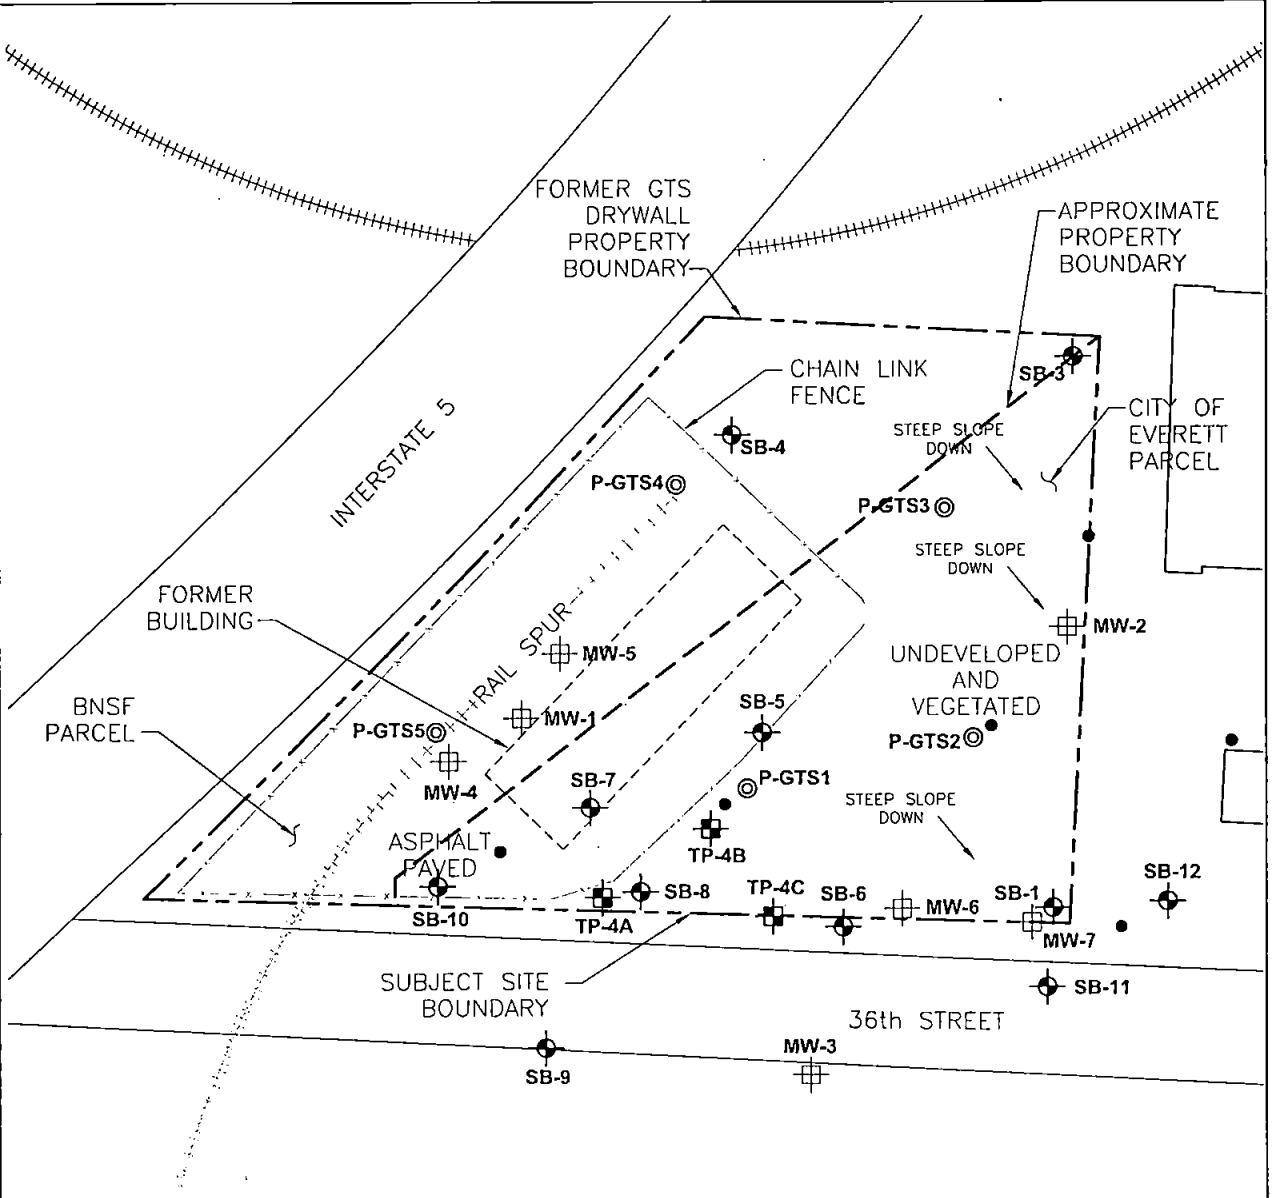 FORMER GTS
DRYWALL
PROPERTY
BOUNDARY
APPROXIMATE
PROPERTY
BOUNDARY
CHAIN LINK
FENCE
SB-3
CITY OF
EVERETT
PARCEL
INTERSTATE 5
SB-4
STEEP SLOPE
DOWN
P-GTS4
P-GTS3
STEEP SLOPE
DOWN
FORMER
BUILDING
RAIL SPUR
MW-5
MW-2
UNDEVELOPED
AND
VEGETATED
BNSF
PARCEL
P-GTS5
MW-1
SB-5
P-GTS2
MW-4
SB-7
P-GTS1
STEEP SLOPE
DOWN
ASPHALT
PAVED
TP-4B
SB-10
TP-4A
SB-8
TP-4C
SB-6
MW-6
SB-1
MW-7
SB-12
SUBJECT SITE
BOUNDARY
SB-11
36th STREET
SB-9
MW-3